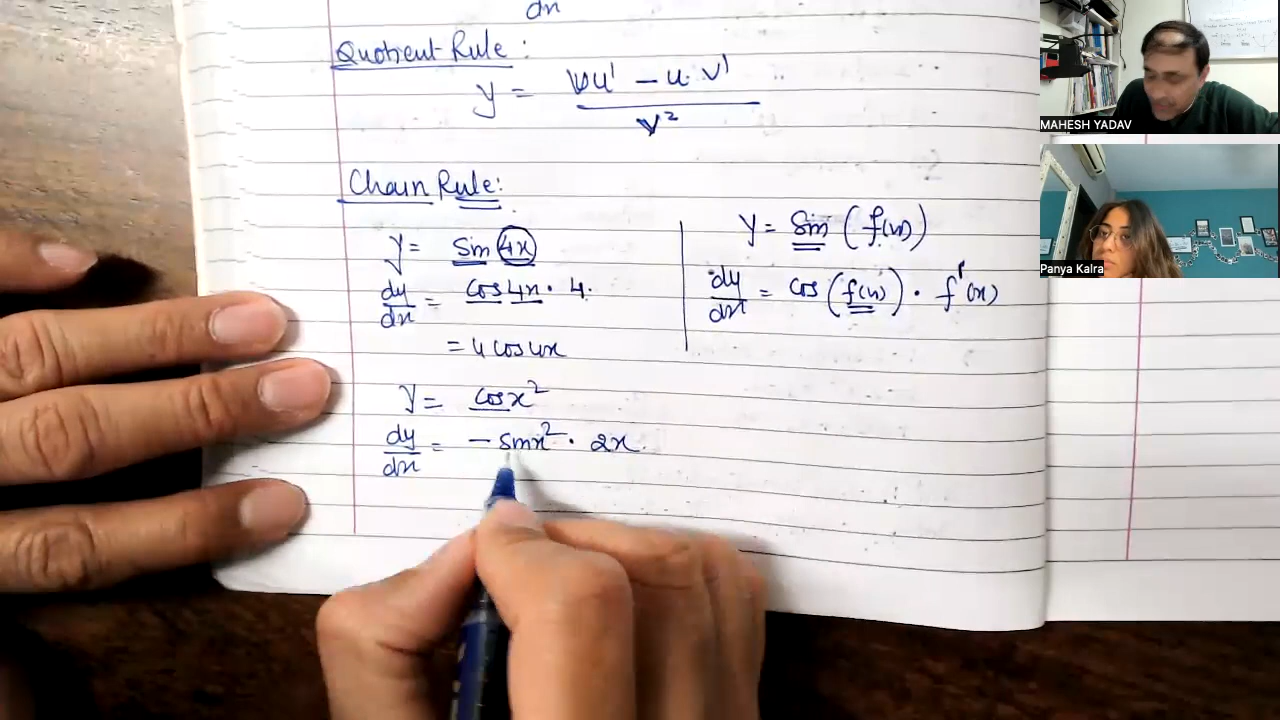 dx
Quotient Rule :
y = vu' - u. v'
v²
Chain Rule:
y = Sin 4x
dy/dx = cos 4x · 4.
= 4 cos 4x
y = cos x²
dy/dx = - sin x² · 2x.
y = Sin (f(x))
dy/dx = cos (f(x)) · f'(x)
MAHESH YADAV
Panya Kalra